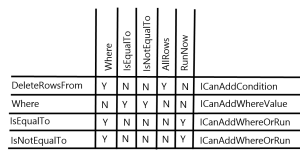 Where IsEqualTo IsNotEqualTo AllRows RunNow
DeleteRowsFrom Y N N Y N ICanAddCondition
Where N Y Y N N ICanAddWhereValue
IsEqualTo Y N N N Y ICanAddWhereOrRun
IsNotEqualTo Y N N N Y ICanAddWhereOrRun